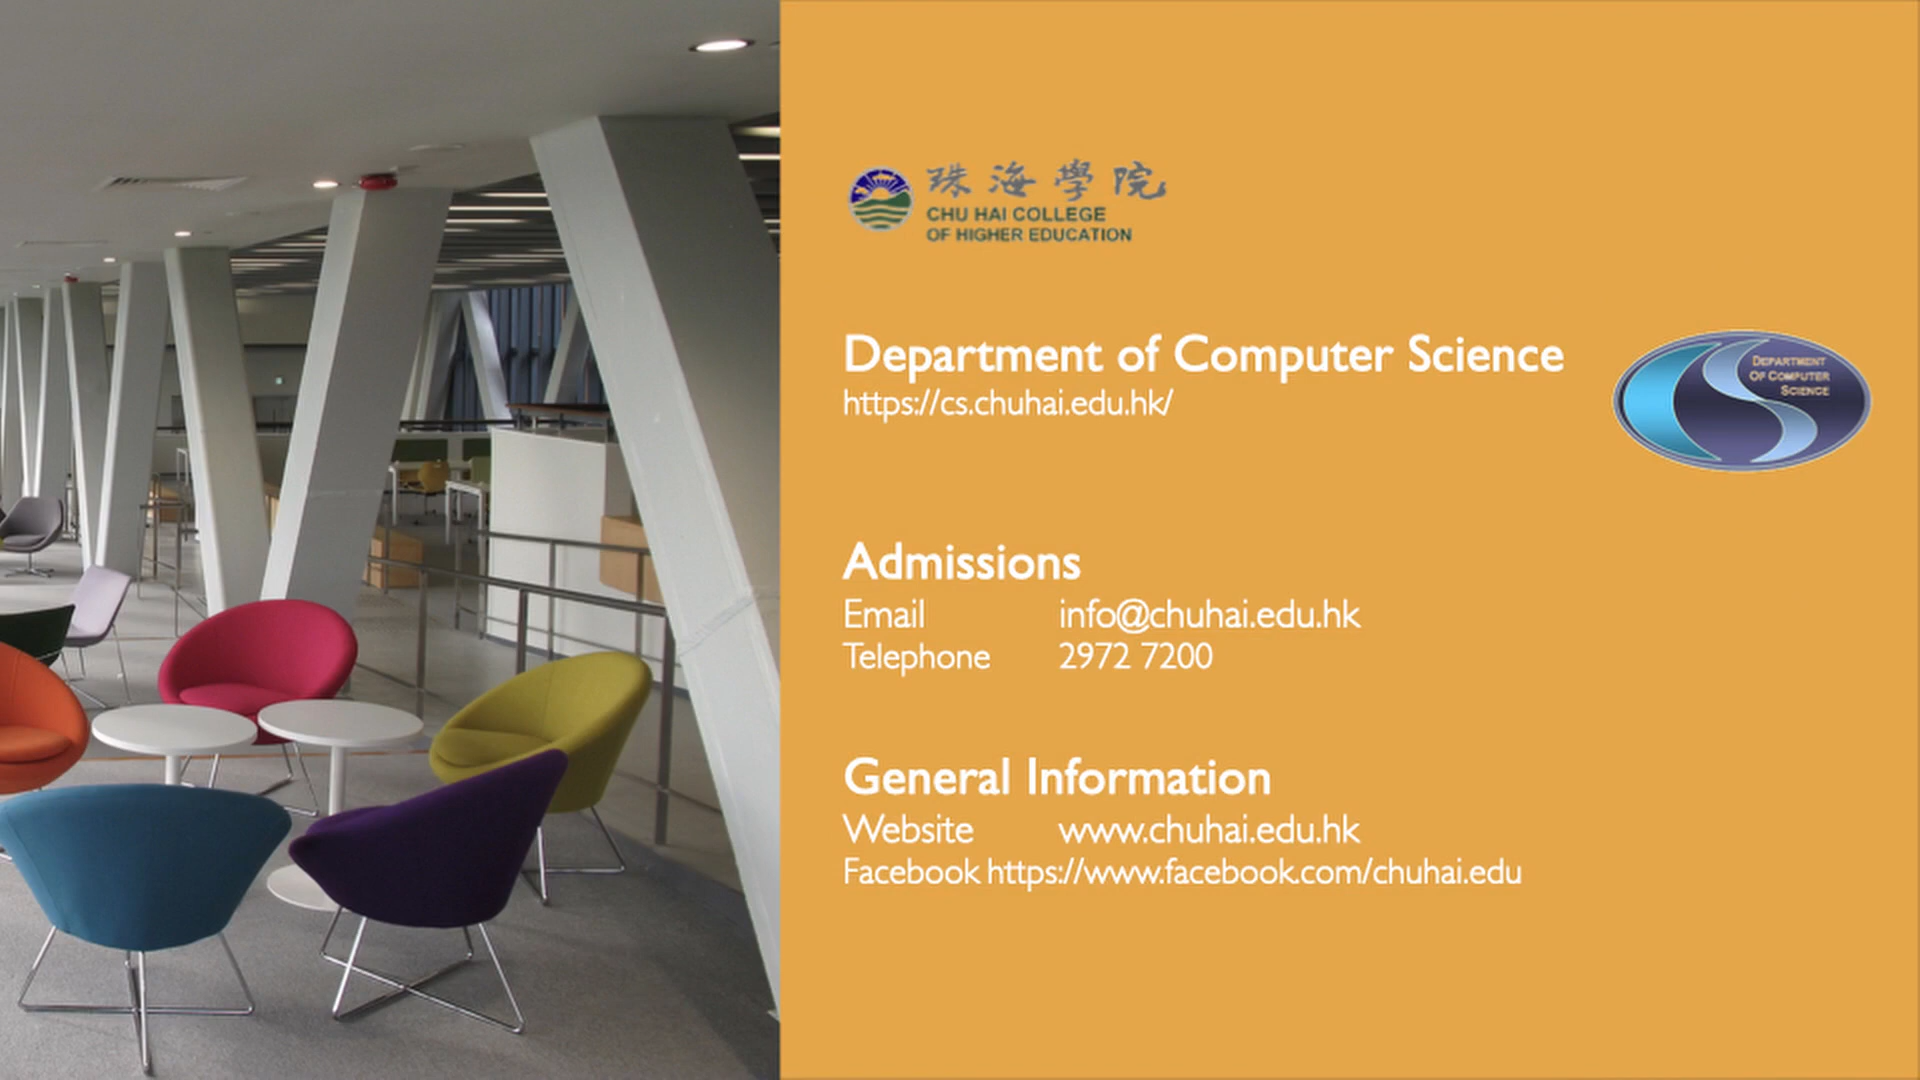 珠海學院
CHU HAI COLLEGE
OF HIGHER EDUCATION
Department of Computer Science
https://cs.chuhai.edu.hk/
DEPARTMENT
OF COMPUTER
SCIENCE
Admissions
Email info@chuhai.edu.hk
Telephone 2972 7200
General Information
Website www.chuhai.edu.hk
Facebook https://www.facebook.com/chuhai.edu